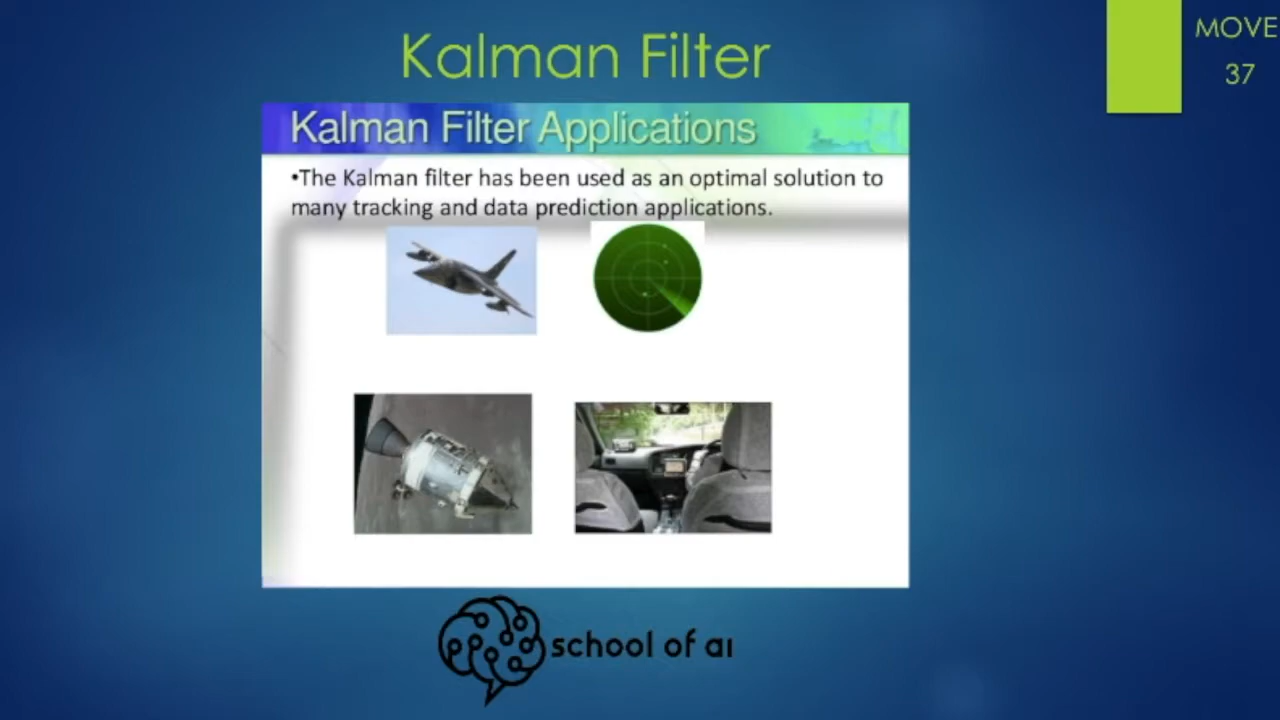 Kalman Filter
MOVE
37
Kalman Filter Applications
•The Kalman filter has been used as an optimal solution to
many tracking and data prediction applications.
school of ai